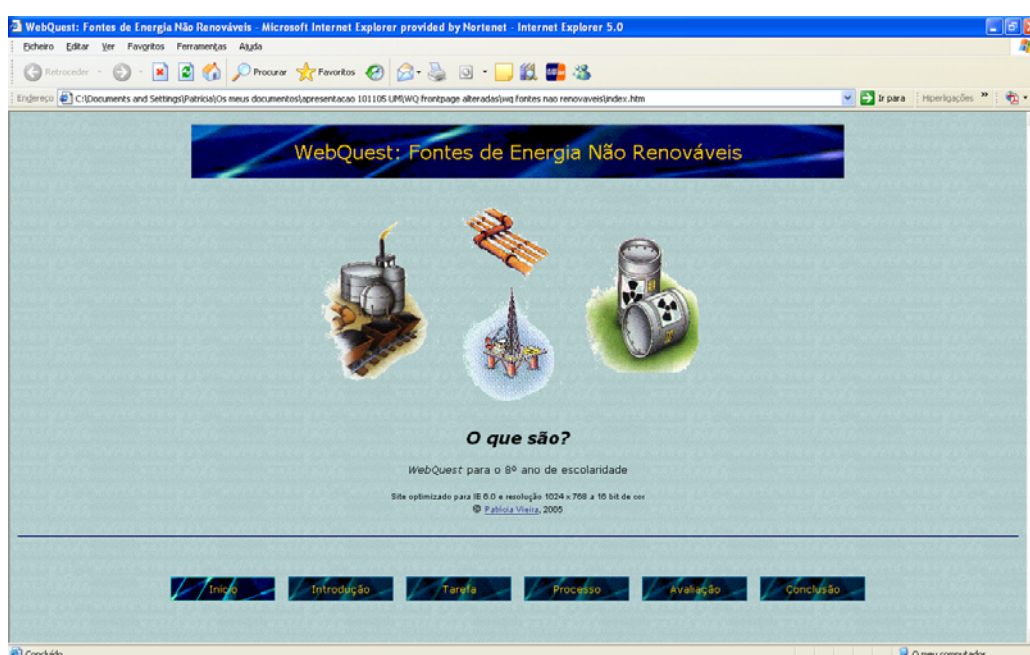 WebQuest: Fontes de Energia Não Renováveis - Microsoft Internet Explorer provided by Nortenet - Internet Explorer 5.0
Ficheiro Editar Ver Favoritos Ferramentas Ajuda
Retroceder Procurar Favoritos
Endereço C:\Documents and Settings\Patricia\Os meus documentos\apresentacao 101105 UM\WQ frontpage alteradas\wq fontes nao renovaveis\index.htm Ir para Hiperligações »
WebQuest: Fontes de Energia Não Renováveis
O que são?
WebQuest para o 8º ano de escolaridade
Site optimizado para IE 6.0 e resolução 1024 x 768 a 16 bit de cor
© Patrícia Vieira, 2005
Início Introdução Tarefa Processo Avaliação Conclusão
Concluído O meu computador